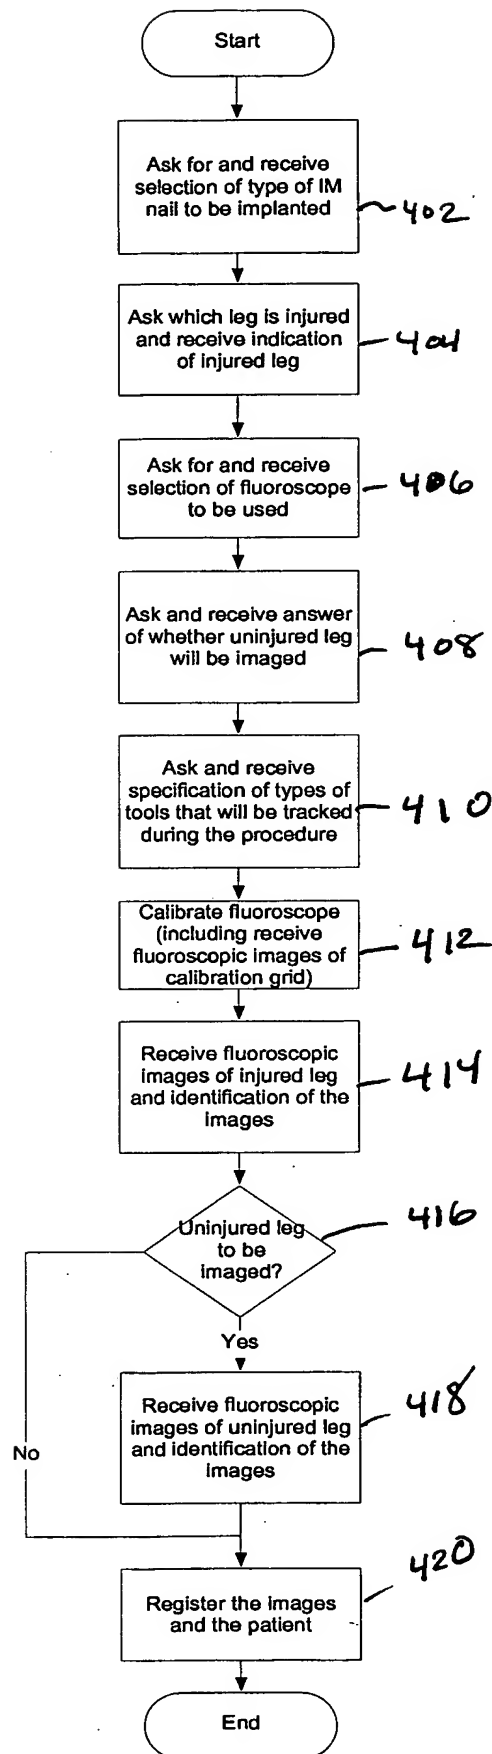 Start
Ask for and receive
selection of type of IM
nail to be implanted
402
Ask which leg is injured
and receive indication
of injured leg
404
Ask for and receive
selection of fluoroscope
to be used
406
Ask and receive answer
of whether uninjured leg
will be imaged
408
Ask and receive
specification of types of
tools that will be tracked
during the procedure
410
Calibrate fluoroscope
(including receive
fluoroscopic images of
calibration grid)
412
Receive fluoroscopic
images of injured leg
and identification of the
images
414
Uninjured leg
to be
imaged?
416
Yes
Receive fluoroscopic
images of uninjured leg
and identification of the
images
418
No
Register the images
and the patient
420
End